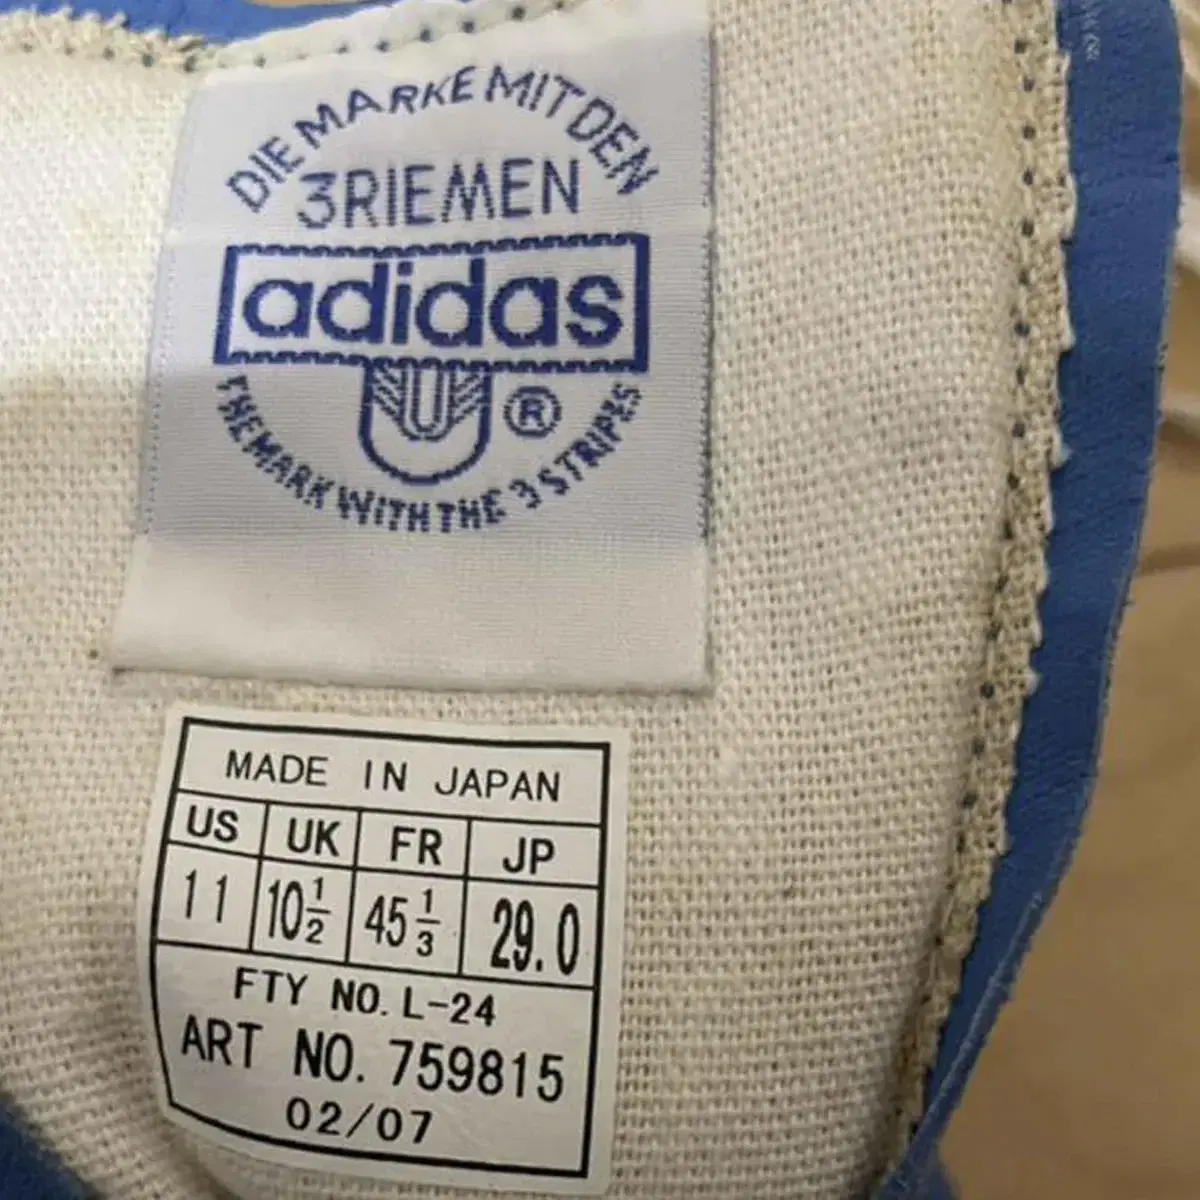 DIE MARKE MIT DEN
3RIEMEN
adidas
®
THE MARK WITH THE 3 STRIPES
MADE IN JAPAN
US UK FR JP
11 10½ 45⅓ 29.0
FTY NO. L-24
ART NO. 759815
02/07